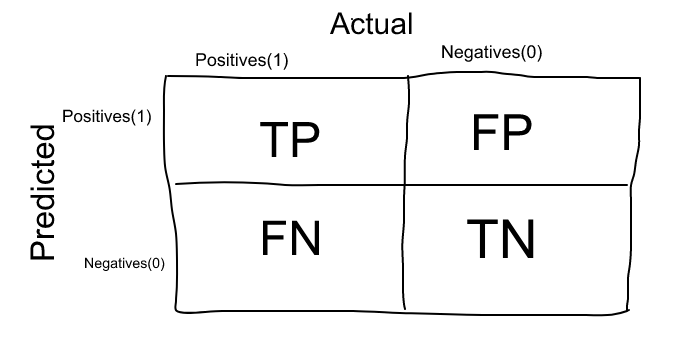 Actual
Positives(1)
Negatives(0)
Predicted
Positives(1)
TP
FP
Negatives(0)
FN
TN